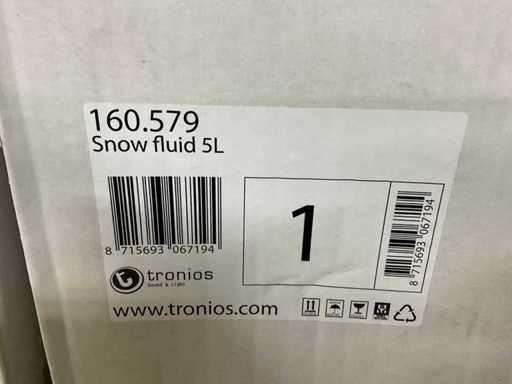 160.579
Snow fluid 5L
1
8 715693 067194
8 715693 067194
tronios
Sound & Light
www.tronios.com